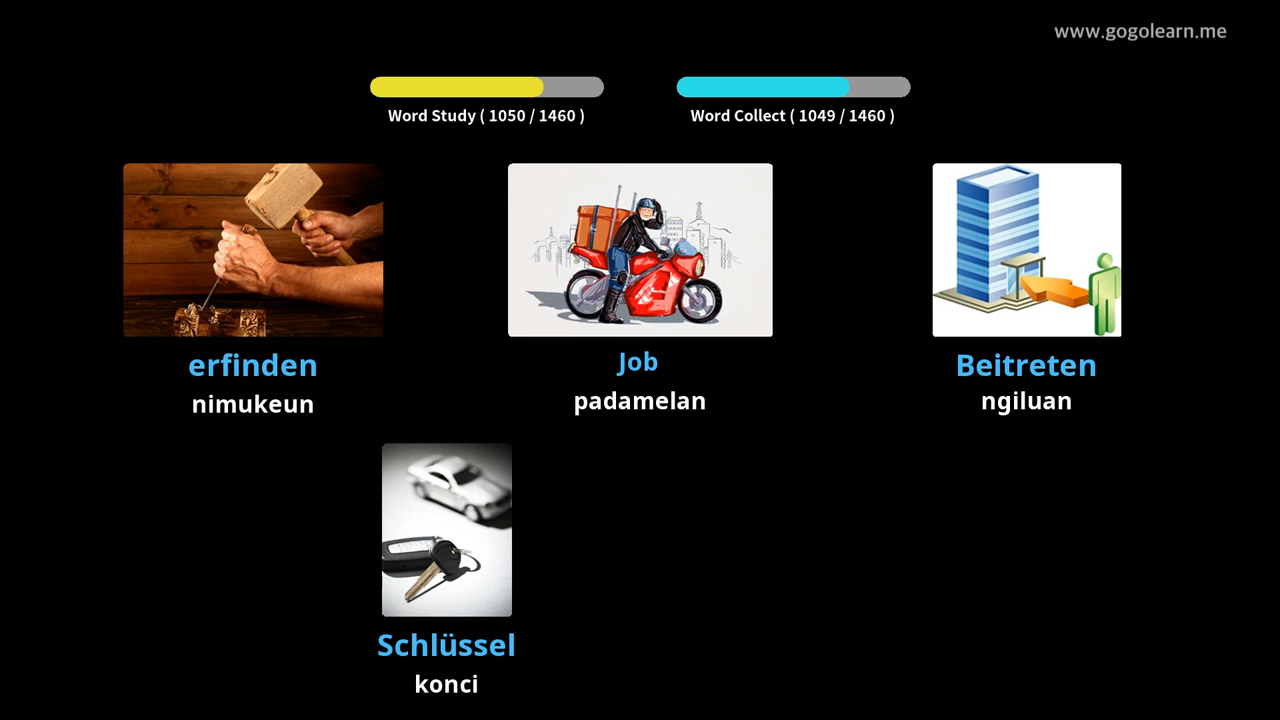 www.gogolearn.me
Word Study ( 1050 / 1460 )
Word Collect ( 1049 / 1460 )
erfinden
nimukeun
Job
padamelan
Beitreten
ngiluan
Schlüssel
konci